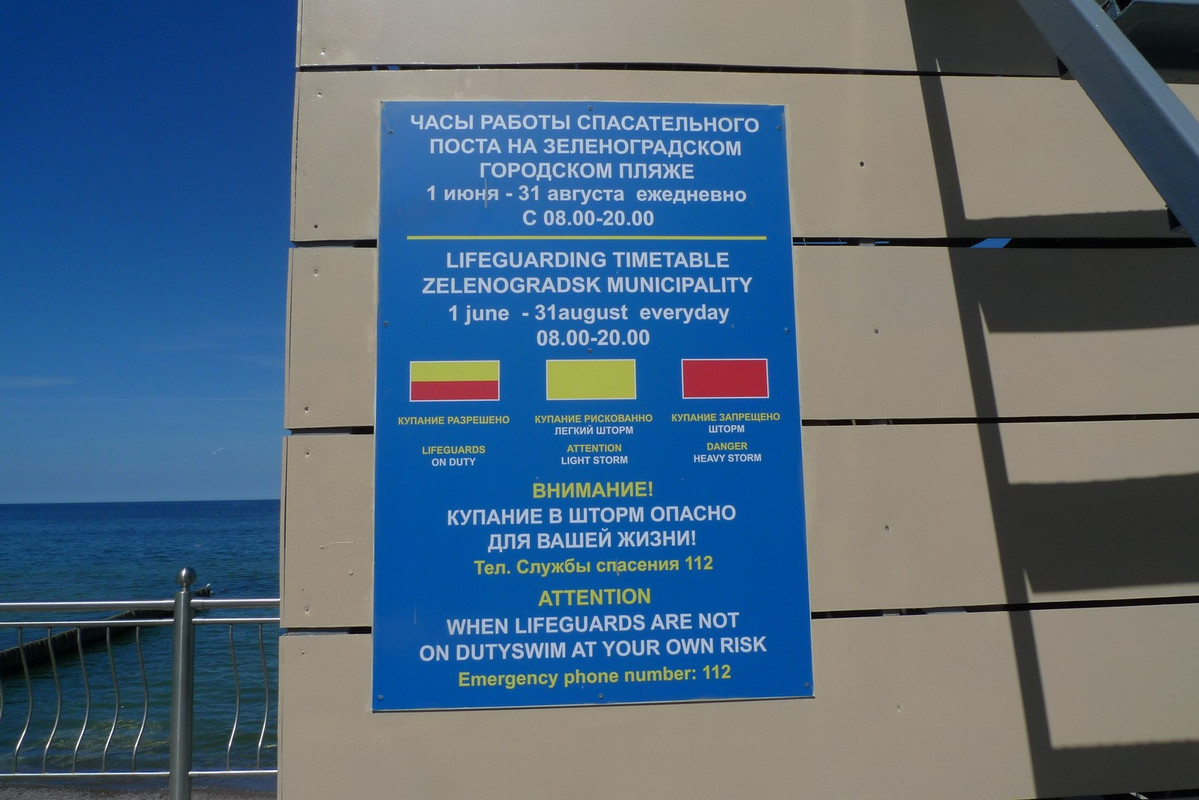 ЧАСЫ РАБОТЫ СПАСАТЕЛЬНОГО
ПОСТА НА ЗЕЛЕНОГРАДСКОМ
ГОРОДСКОМ ПЛЯЖЕ
1 июня - 31 августа ежедневно
С 08.00-20.00
LIFEGUARDING TIMETABLE
ZELENOGRADSK MUNICIPALITY
1 june - 31august everyday
08.00-20.00
КУПАНИЕ РАЗРЕШЕНО
LIFEGUARDS
ON DUTY
КУПАНИЕ РИСКОВАННО
ЛЕГКИЙ ШТОРМ
ATTENTION
LIGHT STORM
КУПАНИЕ ЗАПРЕЩЕНО
ШТОРМ
DANGER
HEAVY STORM
ВНИМАНИЕ!
КУПАНИЕ В ШТОРМ ОПАСНО
ДЛЯ ВАШЕЙ ЖИЗНИ!
Тел. Службы спасения 112
ATTENTION
WHEN LIFEGUARDS ARE NOT
ON DUTYSWIM AT YOUR OWN RISK
Emergency phone number: 112